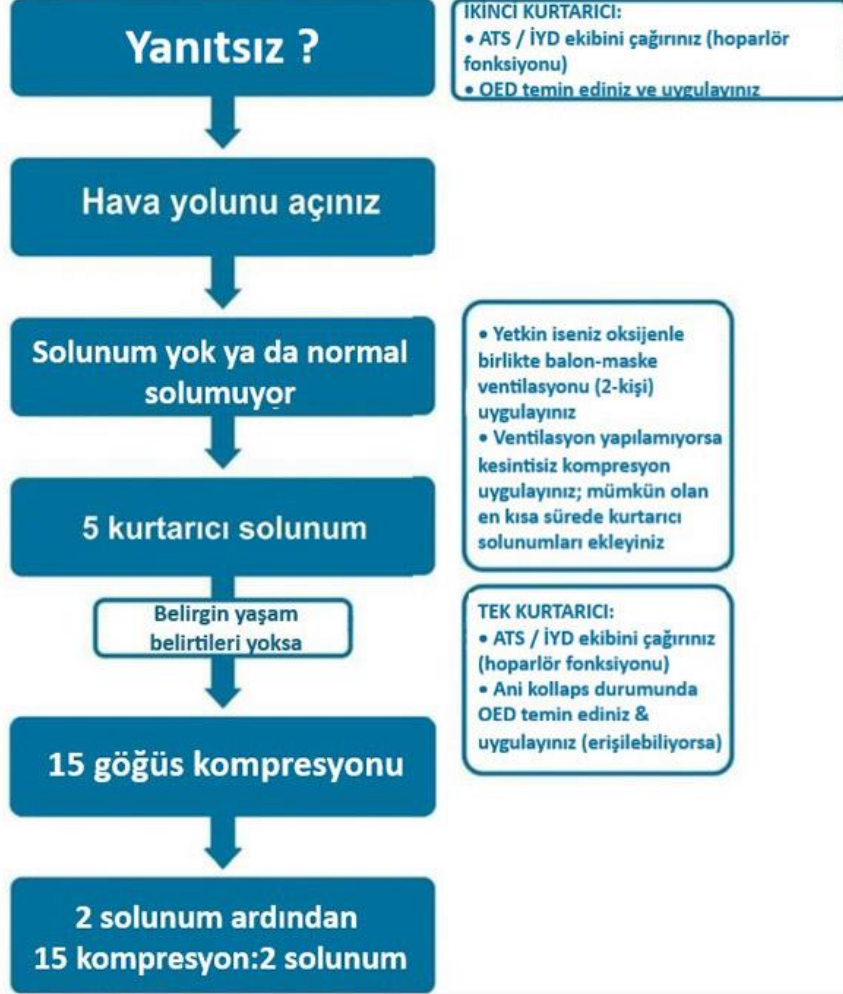 Yanıtsız ?
İKİNCİ KURTARICI:
• ATS / İYD ekibini çağırınız (hoparlör
fonksiyonu)
• OED temin ediniz ve uygulayınız
Hava yolunu açınız
Solunum yok ya da normal
solumuyor
• Yetkin iseniz oksijenle
birlikte balon-maske
ventilasyonu (2-kişi)
uygulayınız
• Ventilasyon yapılamıyorsa
kesintisiz kompresyon
uygulayınız; mümkün olan
en kısa sürede kurtarıcı
solunumları ekleyiniz
5 kurtarıcı solunum
Belirgin yaşam
belirtileri yoksa
TEK KURTARICI:
• ATS / İYD ekibini çağırınız
(hoparlör fonksiyonu)
• Ani kollaps durumunda
OED temin ediniz &
uygulayınız (erişilebiliyorsa)
15 göğüs kompresyonu
2 solunum ardından
15 kompresyon:2 solunum